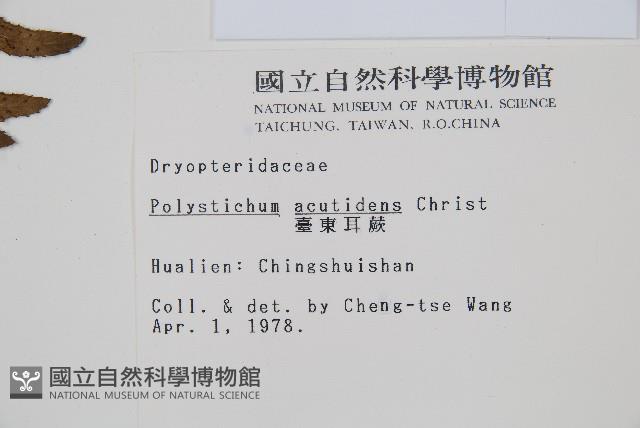 國立自然科學博物館
NATIONAL MUSEUM OF NATURAL SCIENCE
TAICHUNG, TAIWAN, R.O.CHINA
Dryopteridaceae
Polystichum acutidens Christ
臺東耳蕨
Hualien: Chingshuishan
Coll. & det. by Cheng-tse Wang
Apr. 1, 1978.
國立自然科學博物館
NATIONAL MUSEUM OF NATURAL SCIENCE